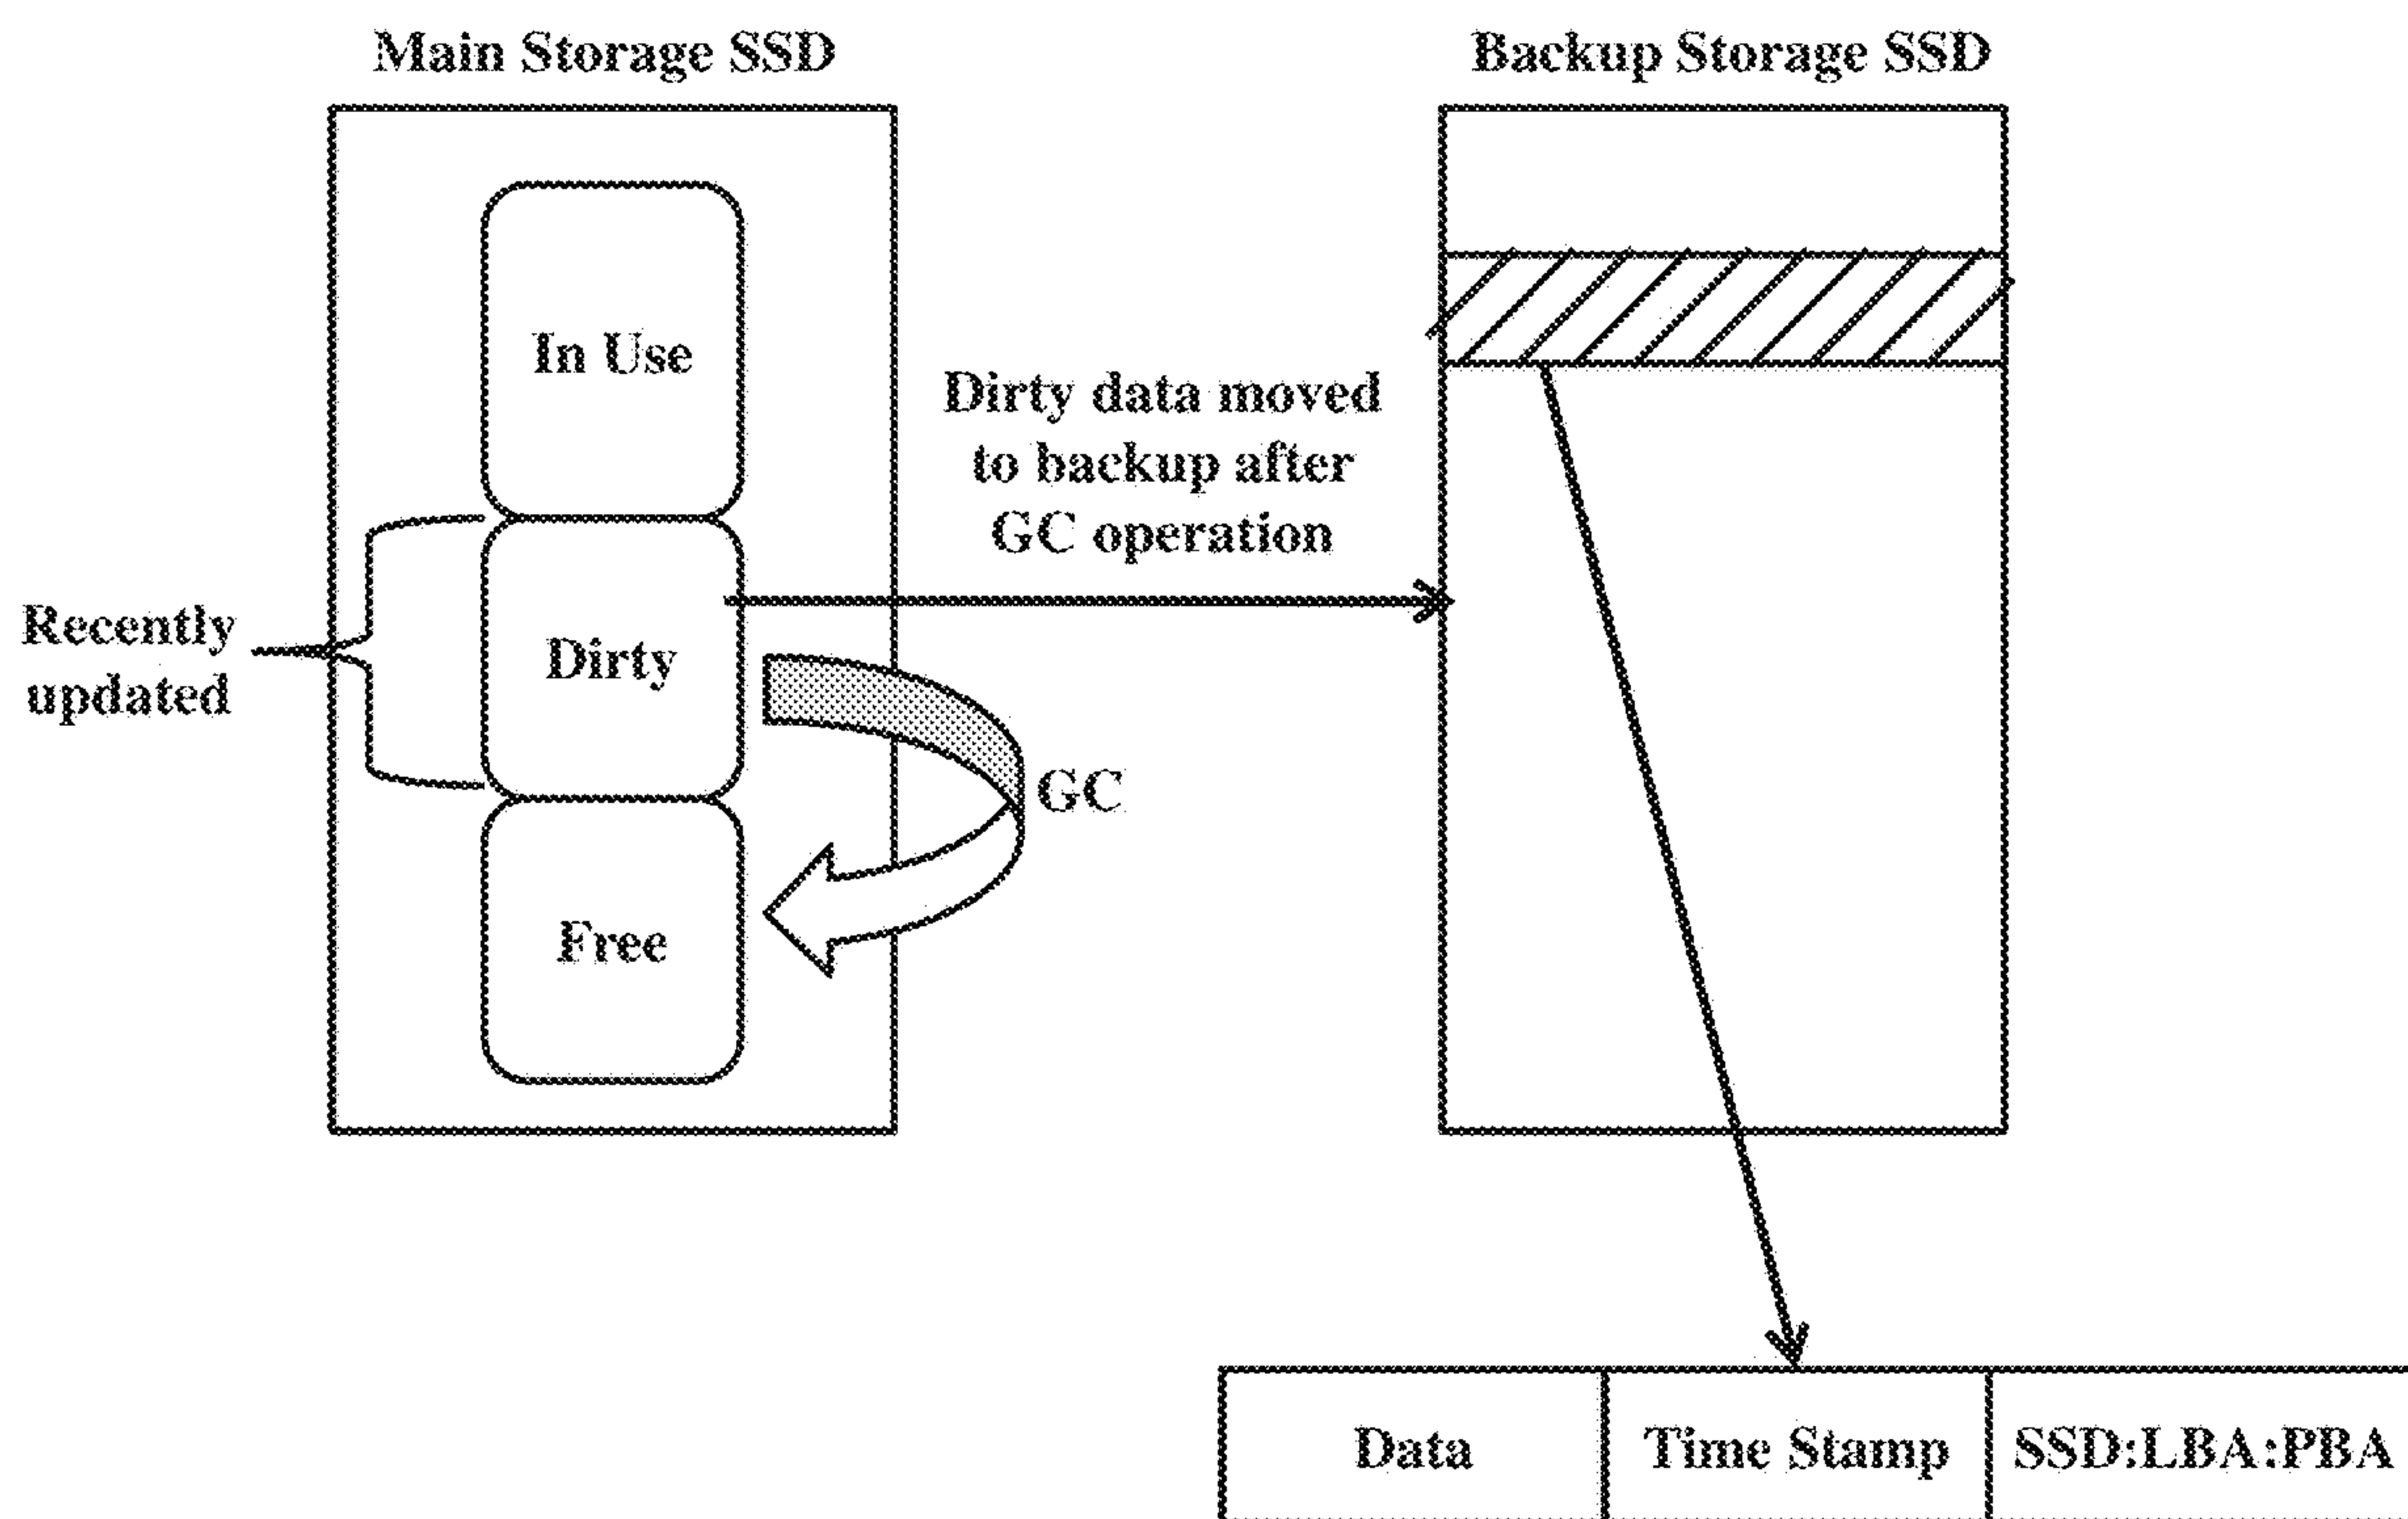 Main Storage SSD
Backup Storage SSD
In Use
Dirty data moved
to backup after
GC operation
Recently
updated
Dirty
GC
Free
Data
Time Stamp
SSD:LBA:PBA